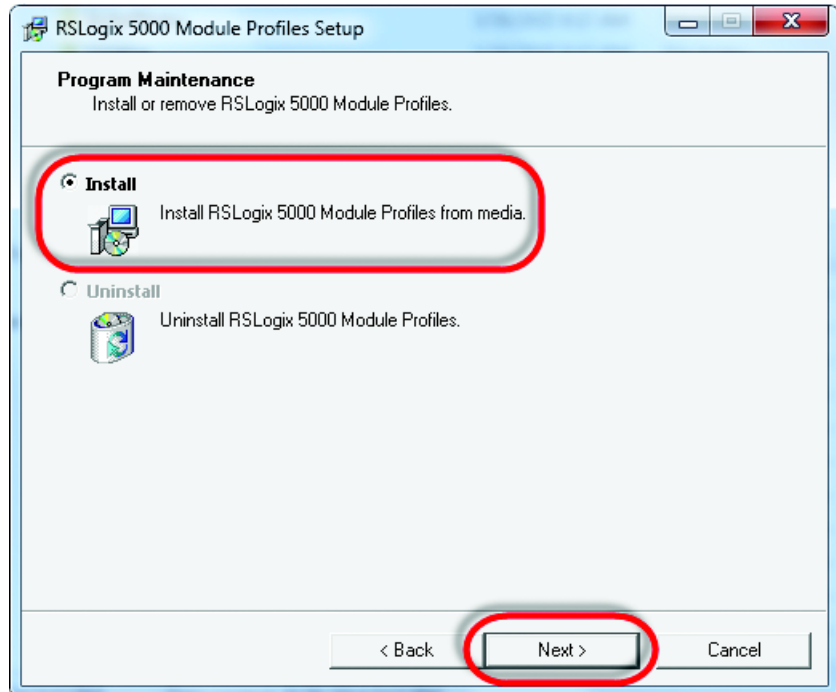 RSLogix 5000 Module Profiles Setup
Program Maintenance
Install or remove RSLogix 5000 Module Profiles.
Install
Install RSLogix 5000 Module Profiles from media.
Uninstall
Uninstall RSLogix 5000 Module Profiles.
< Back
Next >
Cancel